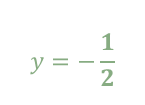 y = − 1/2